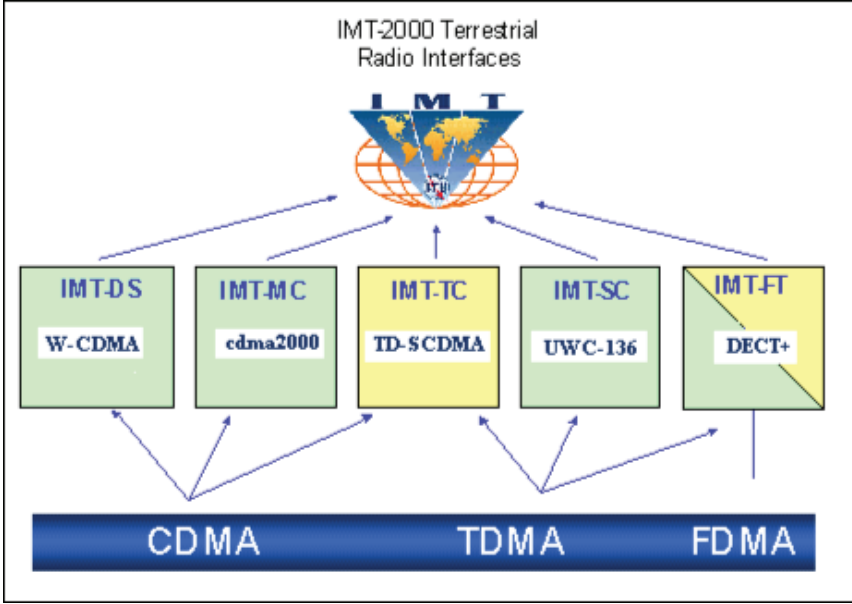 IMT-2000 Terrestrial
Radio Interfaces
I M T
ITU
IMT-DS
W-CDMA
IMT-MC
cdma2000
IMT-TC
TD-SCDMA
IMT-SC
UWC-136
IMT-FT
DECT+
CDMA
TDMA
FDMA